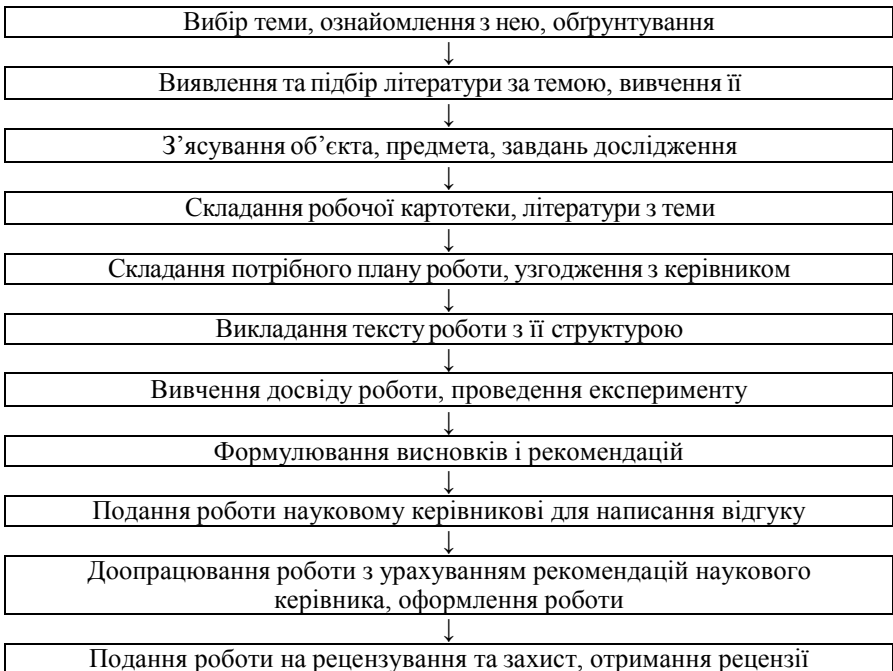 Вибір теми, ознайомлення з нею, обґрунтування
↓
Виявлення та підбір літератури за темою, вивчення її
↓
З’ясування об’єкта, предмета, завдань дослідження
↓
Складання робочої картотеки, літератури з теми
↓
Складання потрібного плану роботи, узгодження з керівником
↓
Викладання тексту роботи з її структурою
↓
Вивчення досвіду роботи, проведення експерименту
↓
Формулювання висновків і рекомендацій
↓
Подання роботи науковому керівникові для написання відгуку
↓
Доопрацювання роботи з урахуванням рекомендацій наукового
керівника, оформлення роботи
↓
Подання роботи на рецензування та захист, отримання рецензії